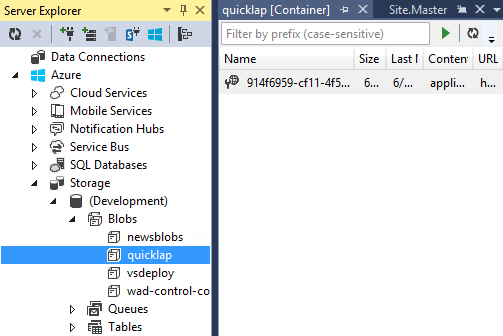 Server Explorer
Data Connections
Azure
Cloud Services
Mobile Services
Notification Hubs
Service Bus
SQL Databases
Storage
(Development)
Blobs
newsblobs
quicklap
vsdeploy
wad-control-co
Queues
Tables
quicklap [Container]
Site.Master
Filter by prefix (case-sensitive)
Name Size Last M Content URL
914f6959-cf11-4f5... 6... 6/... appli... h...